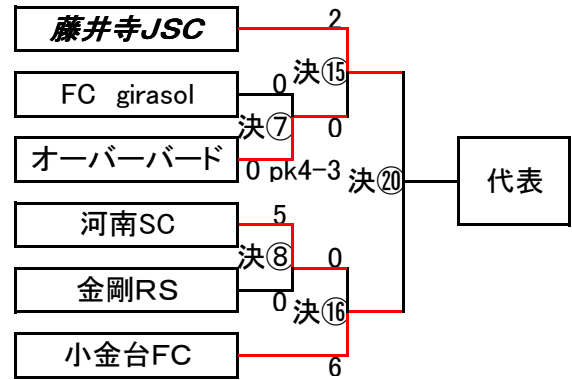 2
藤井寺JSC
決⑮
FC girasol
0
決⑦
0
オーバーバード
0 pk4-3
決⑳
代表
河南SC
5
決⑧
0
金剛RS
0
決⑯
小金台FC
6